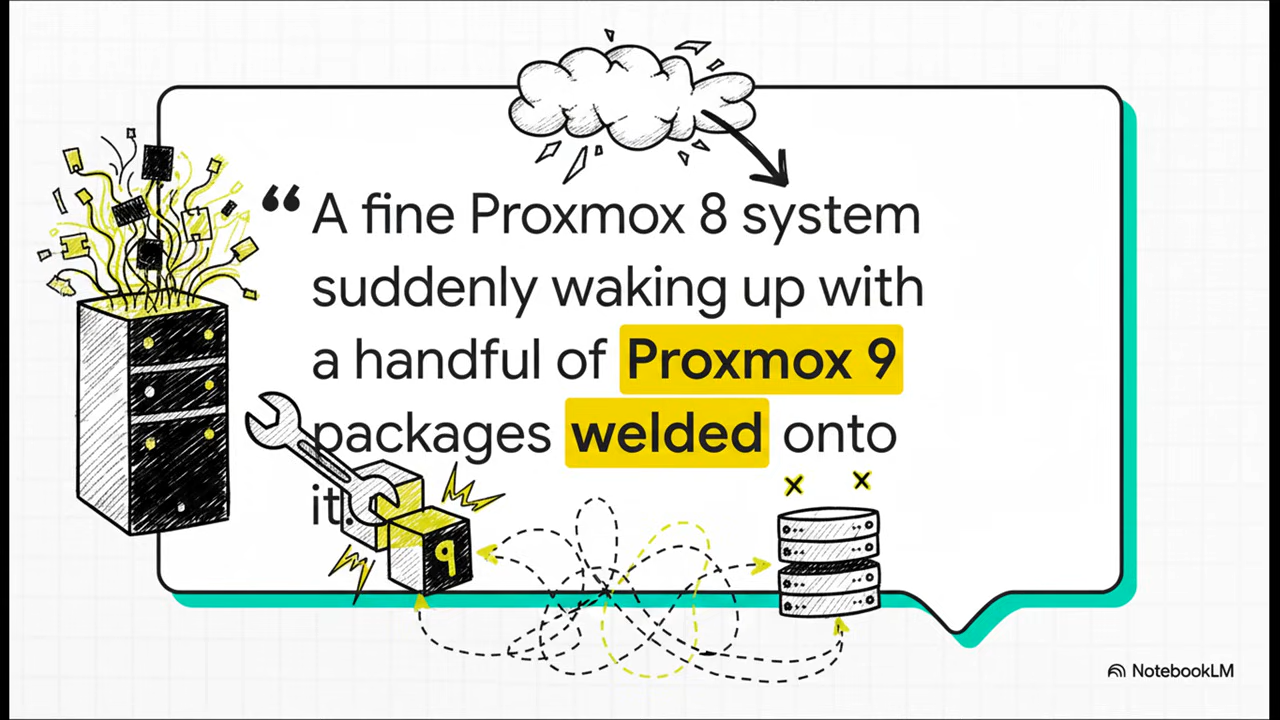 “ A fine Proxmox 8 system
suddenly waking up with
a handful of Proxmox 9
packages welded onto
it.
9
NotebookLM